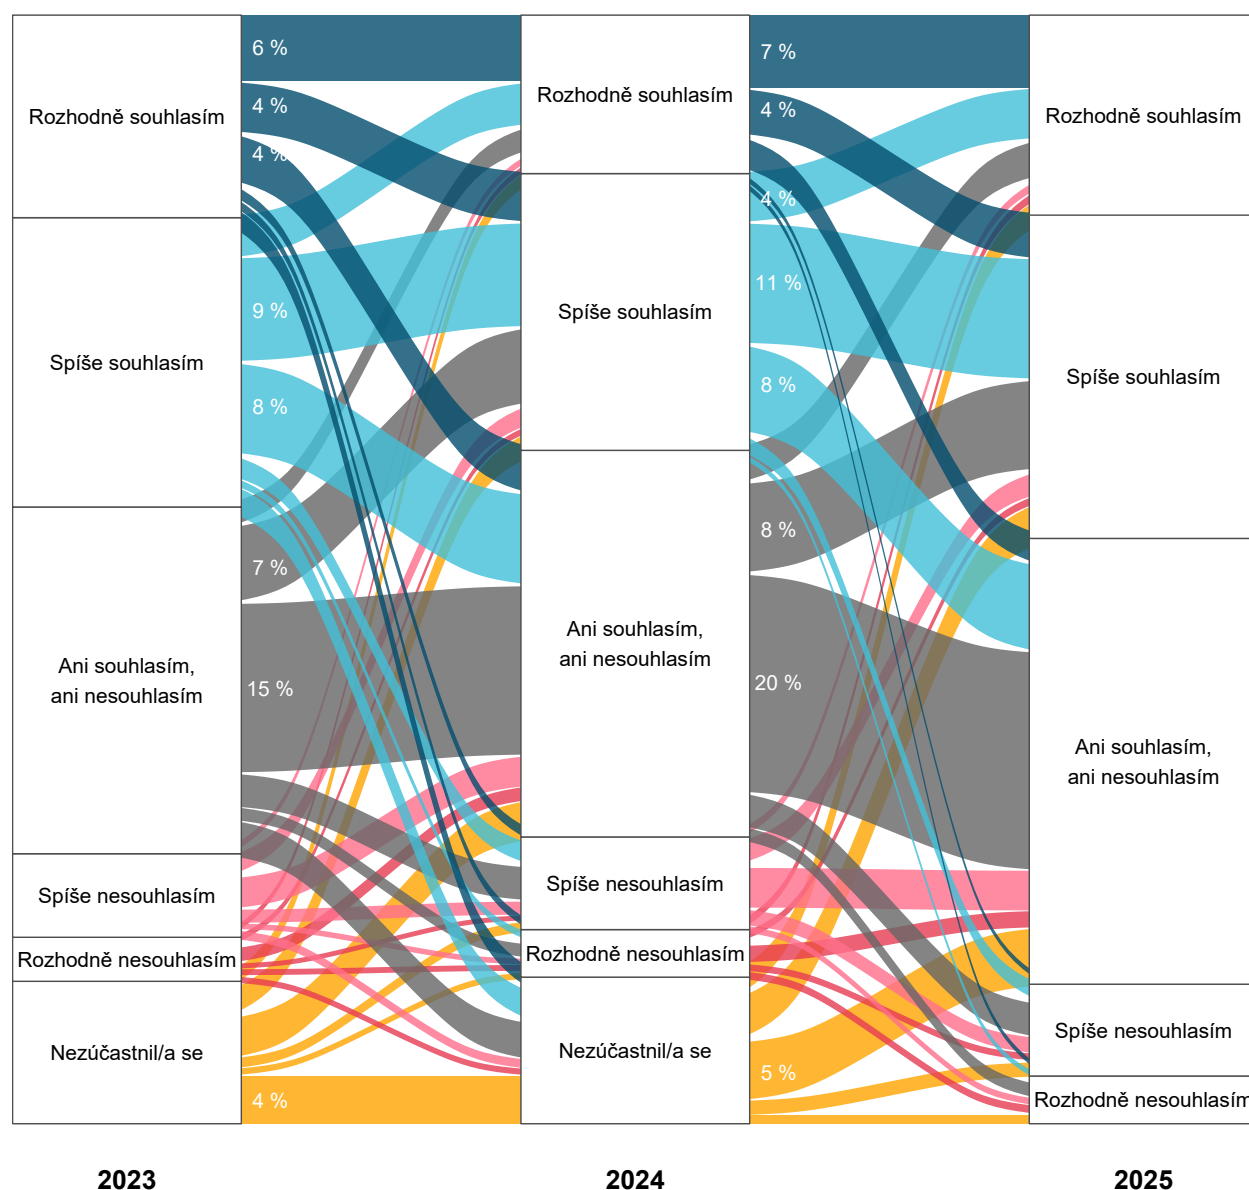 Rozhodně souhlasím
Spíše souhlasím
Ani souhlasím,
ani nesouhlasím
Spíše nesouhlasím
Rozhodně nesouhlasím
Nezúčastnil/a se
6 %
4 %
4 %
9 %
8 %
7 %
15 %
4 %
Rozhodně souhlasím
Spíše souhlasím
Ani souhlasím,
ani nesouhlasím
Spíše nesouhlasím
Rozhodně nesouhlasím
Nezúčastnil/a se
7 %
4 %
4 %
11 %
8 %
8 %
20 %
5 %
Rozhodně souhlasím
Spíše souhlasím
Ani souhlasím,
ani nesouhlasím
Spíše nesouhlasím
Rozhodně nesouhlasím
2023
2024
2025